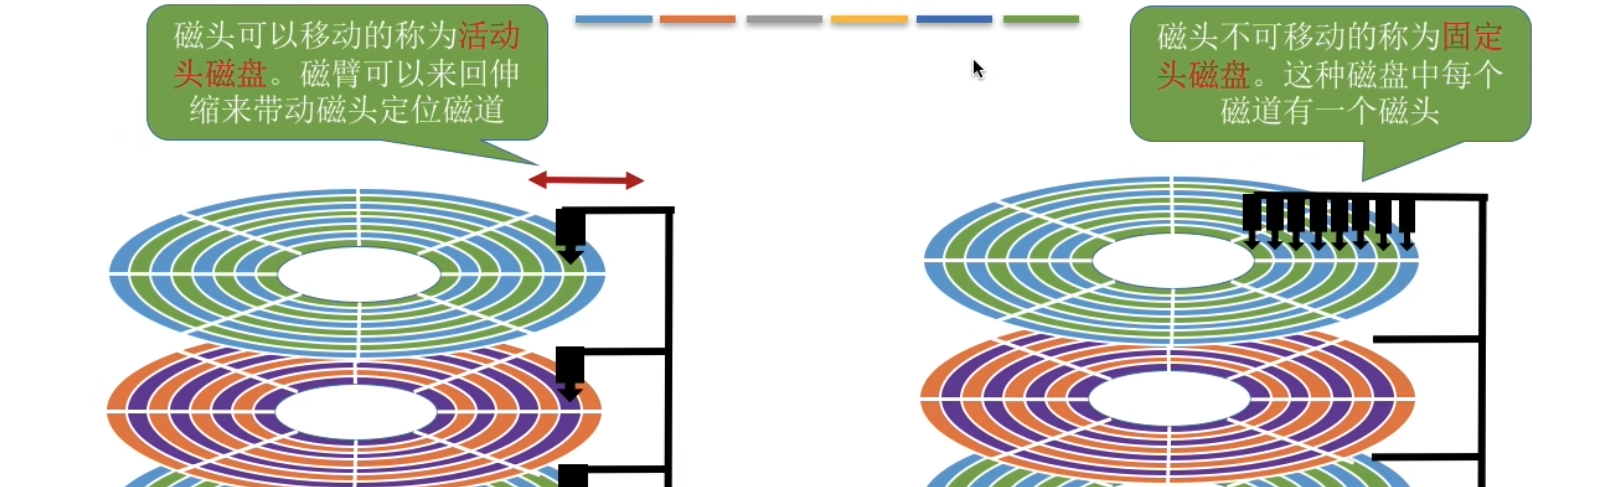 磁头可以移动的称为活动
头磁盘。磁臂可以来回伸
缩来带动磁头定位磁道
磁头不可移动的称为固定
头磁盘。这种磁盘中每个
磁道有一个磁头